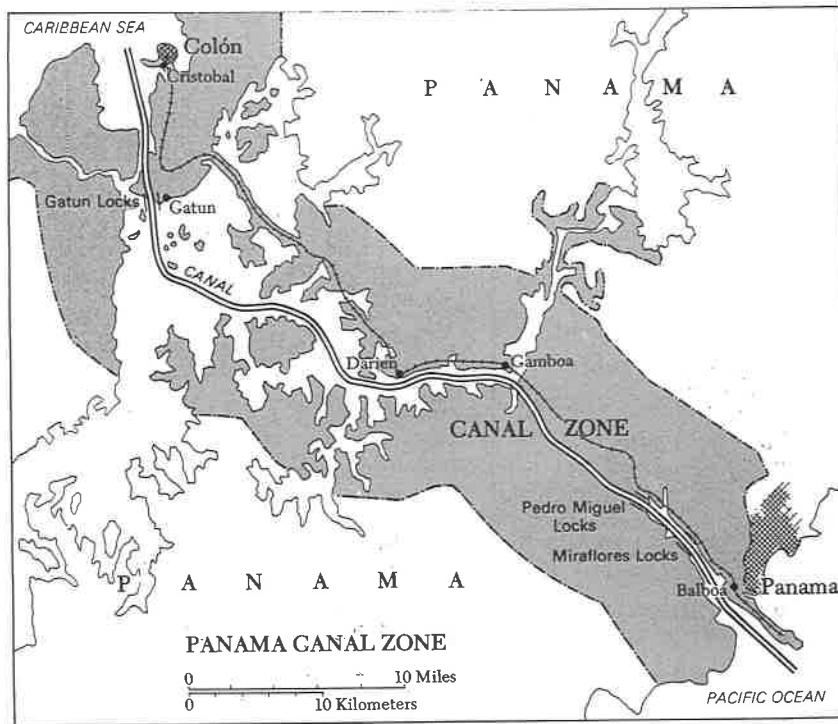 CARIBBEAN SEA
Colón
Cristobal
P A N A M A
Gatun Locks
Gatun
CANAL
Darien
Gamboa
CANAL ZONE
Pedro Miguel
Locks
Miraflores Locks
Balboa
Panama
P A N A M A
PANAMA CANAL ZONE
0 10 Miles
0 10 Kilometers
PACIFIC OCEAN